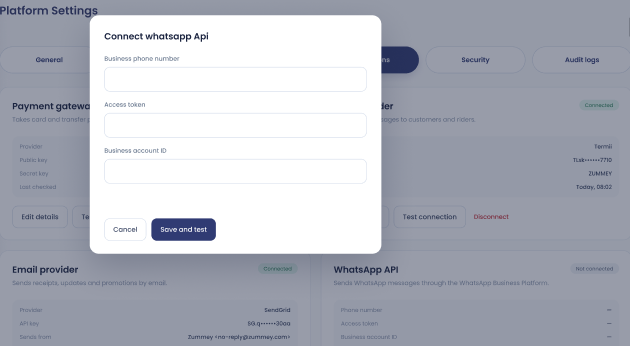 Platform Settings
General
ns
Security
Audit logs
Connect whatsapp Api
Business phone number
Access token
Business account ID
Cancel
Save and test
Payment gatewa
Takes card and transfer p
Provider
Public key
Secret key
Last checked
Edit details
Te
der
ages to customers and riders.
Connected
Termii
TLsk••••••7710
ZUMMEY
Today, 08:02
Test connection
Disconnect
Email provider
Connected
Sends receipts, updates and promotions by email.
Provider
SendGrid
API key
SG.q••••••30aa
Sends from
Zummey <no-reply@zummey.com>
WhatsApp API
Not connected
Sends WhatsApp messages through the WhatsApp Business Platform.
Phone number
—
Access token
—
Business account ID
—